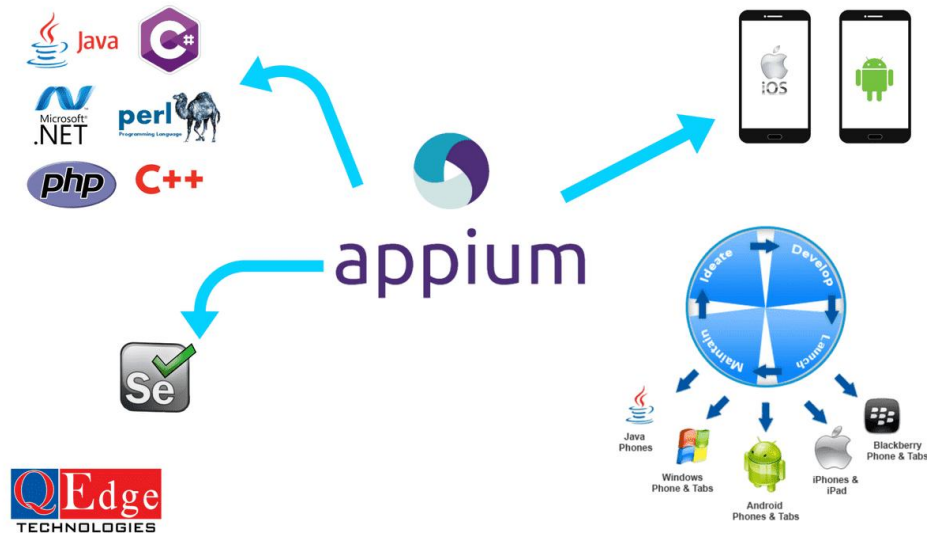 Java
C#
Microsoft®
.NET
perl
Programming Language
php
C++
iOS
appium
Se
Ideate
Develop
Launch
Maintain
Java
Phones
Windows
Phone & Tabs
Android
Phones & Tabs
iPhones &
iPad
Blackberry
Phone & Tabs
QEdge
TECHNOLOGIES